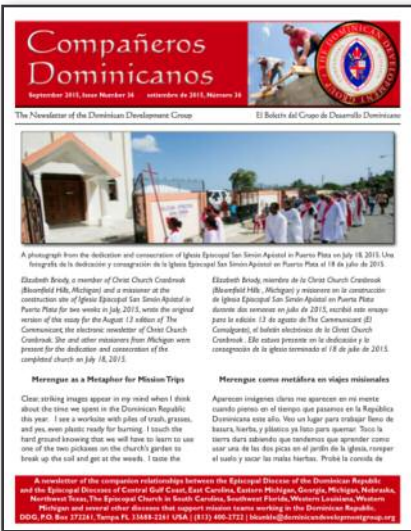 Compañeros
Dominicanos
September 2015, Issue Number 36 setiembre de 2015, Número 36
THE DOMINICAN DEVELOPMENT GROUP
The Newsletter of the Dominican Development Group
El Boletín del Grupo de Desarrollo Dominicano
A photograph from the dedication and consecration of Iglesia Episcopal San Simón Apóstol in Puerto Plata on July 18, 2015. Una
fotografía de la dedicación y consagración de la Iglesia Episcopal San Simón Apóstol en Puerto Plata el 18 de julio de 2015.
Elizabeth Briody, a member of Christ Church Cranbrook
(Bloomfield Hills, Michigan) and a missioner at the
construction site of Iglesia Episcopal San Simón Apóstol in
Puerto Plata for two weeks in July, 2015, wrote the original
version of this essay for the August 13 edition of The
Communicant, the electronic newsletter of Christ Church
Cranbrook. She and other missioners from Michigan were
present for the dedication and consecration of the
completed church on July 18, 2015.
Merengue as a Metaphor for Mission Trips
Clear, striking images appear in my mind when I think
about the time we spent in the Dominican Republic
this year. I see a worksite with piles of trash, grasses,
and yes, even plastic ready for burning. I touch the
hard ground knowing that we will have to learn to use
one of the two pickaxes on the church's garden to
break up the soil and get at the weeds. I taste the
Elizabeth Briody, miembro de la Christ Church Cranbrook
(Bloomfield Hills , Michigan) y misionera en la construcción
de Iglesia Episcopal San Simón Apóstol en Puerto Plata
durante dos semanas en julio de 2015, escribió este ensayo
para la edición 13 de agosto de The Communicant (El
Comulgante), el boletín electrónico de la Christ Church
Cranbrook . Ella estuvo presente en la dedicación y la
consagración de la iglesia terminada el 18 de julio de 2015.
Merengue como metáfora en viajes misionales
Aparecen imágenes claras me aparecen en mi mente
cuando pienso en el tiempo que pasamos en la República
Dominicana este año. Veo un lugar para trabajar lleno de
basura, hierba, y plástico ya listo para quemar. Toco la
tierra dura sabiendo que tendremos que aprender como
usar una de las dos picas en el jardín de la iglesia, romper
el suelo y sacar las malas hierbas. Probé la comida de
A newsletter of the companion relationships between the Episcopal Diocese of the Dominican Republic
and the Episcopal Dioceses of Central Gulf Coast, East Carolina, Eastern Michigan, Georgia, Michigan, Nebraska,
Northwest Texas, The Episcopal Church in South Carolina, Southwest Florida, Western Louisiana, Western
Michigan and several other dioceses that support mission teams working in the Dominican Republic.
DDG, P.O. Box 272261, Tampa FL 33688-2261 USA | (813) 400-2722 | bkunkle@dominicandevelopmentgroup.org